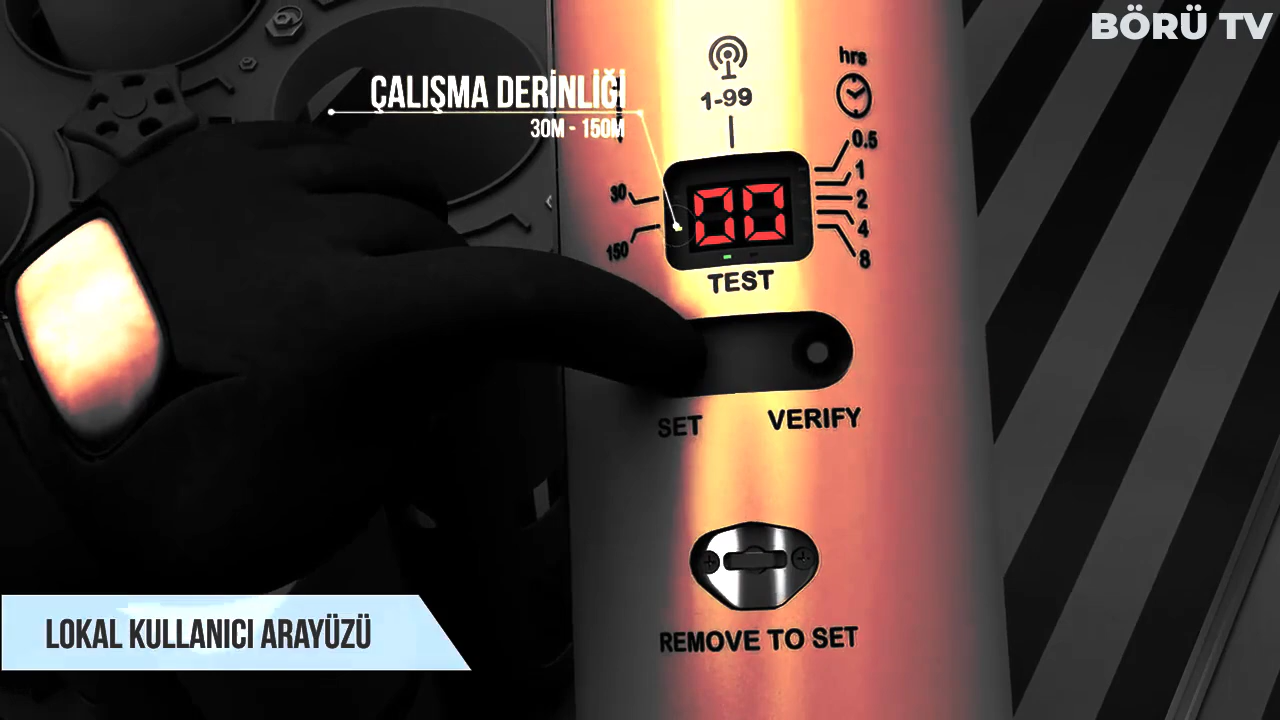 BÖRÜ TV
ÇALIŞMA DERİNLİĞİ
30M - 150M
1-99
hrs
0.5
1
2
4
8
30
150
00
TEST
SET
VERIFY
REMOVE TO SET
LOKAL KULLANICI ARAYÜZÜ